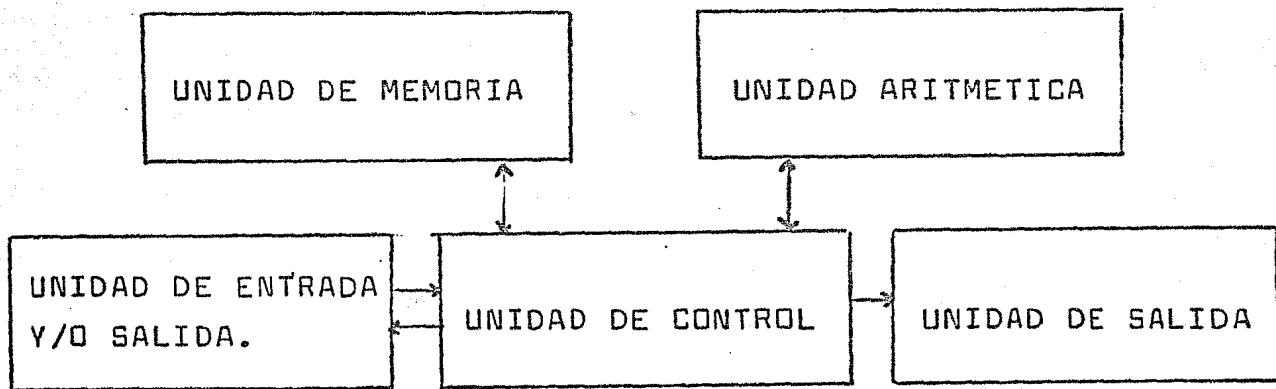 UNIDAD DE MEMORIA
UNIDAD ARITMETICA
UNIDAD DE ENTRADA
Y/O SALIDA.
UNIDAD DE CONTROL
UNIDAD DE SALIDA